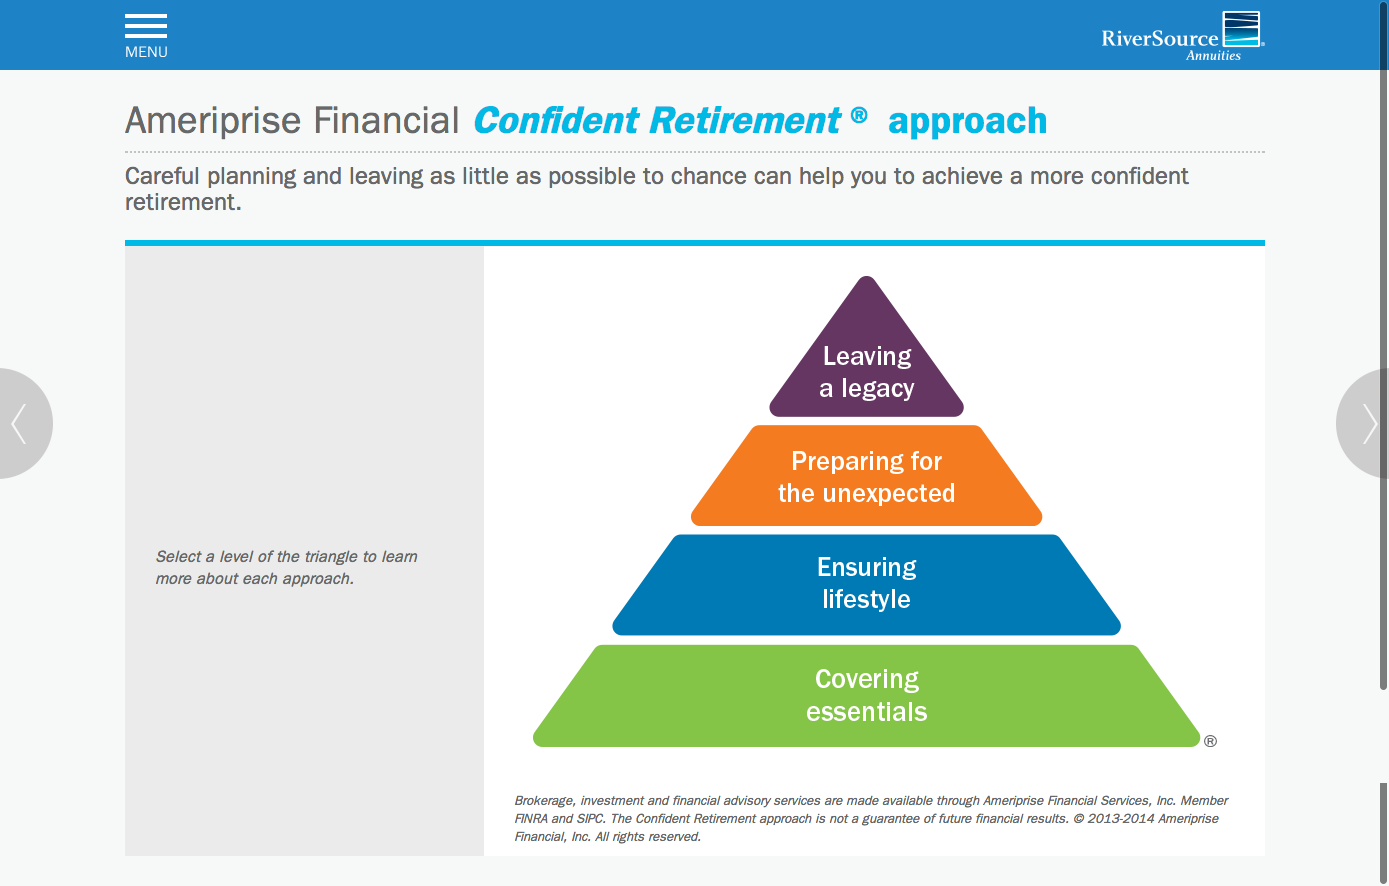 MENU
RiverSource
Annuities
Ameriprise Financial Confident Retirement ® approach
Careful planning and leaving as little as possible to chance can help you to achieve a more confident
retirement.
Select a level of the triangle to learn
more about each approach.
Leaving
a legacy
Preparing for
the unexpected
Ensuring
lifestyle
Covering
essentials
®
Brokerage, investment and financial advisory services are made available through Ameriprise Financial Services, Inc. Member
FINRA and SIPC. The Confident Retirement approach is not a guarantee of future financial results. © 2013-2014 Ameriprise
Financial, Inc. All rights reserved.